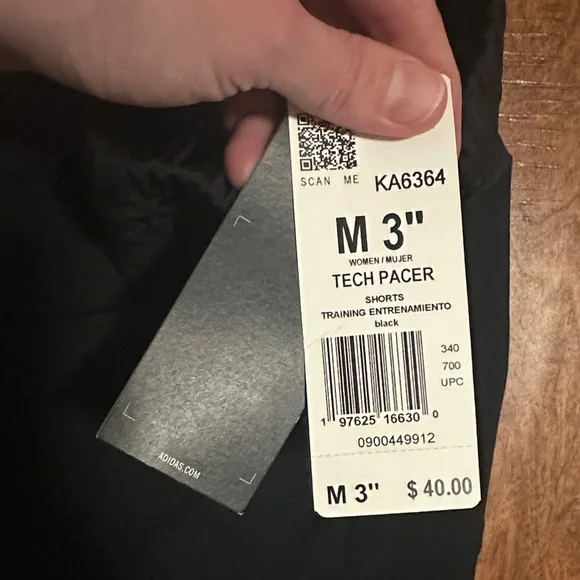 SCAN ME
KA6364
M 3"
WOMEN / MUJER
TECH PACER
SHORTS
TRAINING ENTRENAMIENTO
black
340
700
UPC
1 97625 16630 0
0900449912
M 3" $ 40.00
ADIDAS.COM